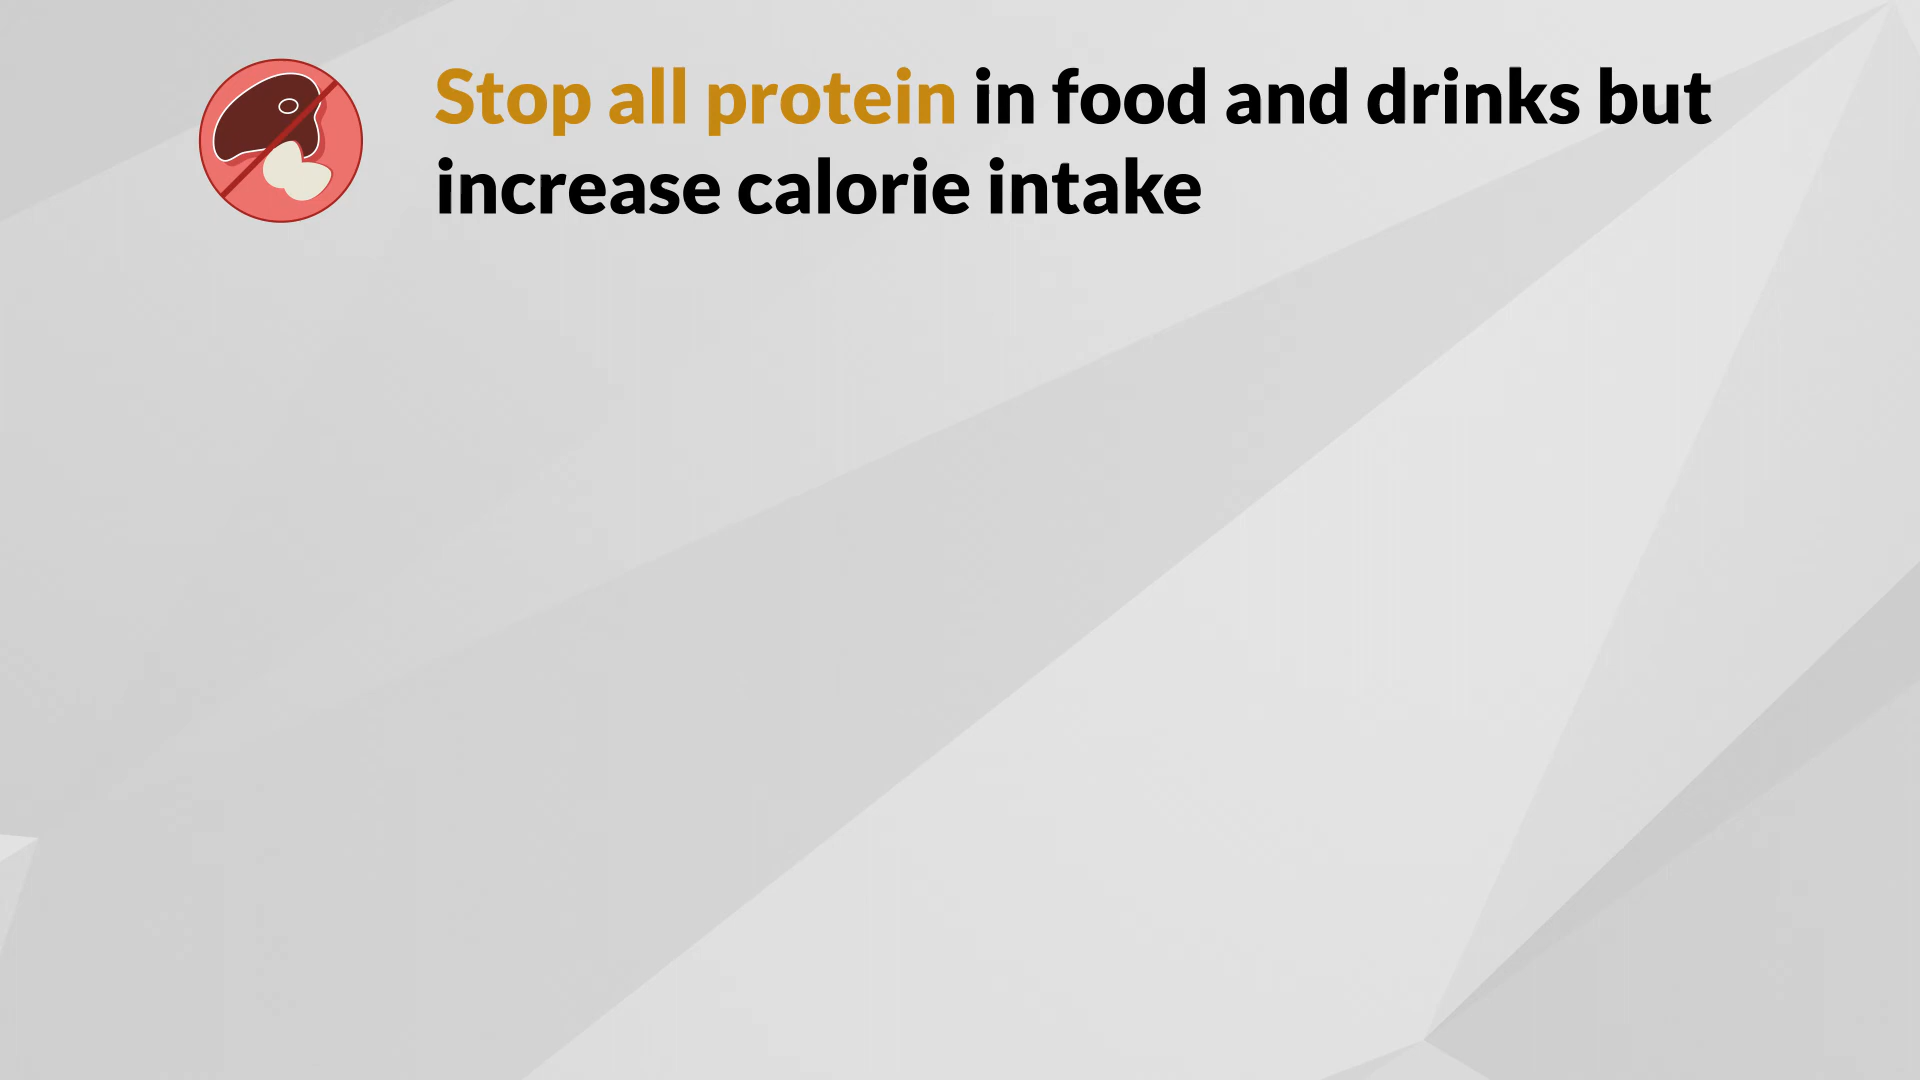 Stop all protein in food and drinks but
increase calorie intake